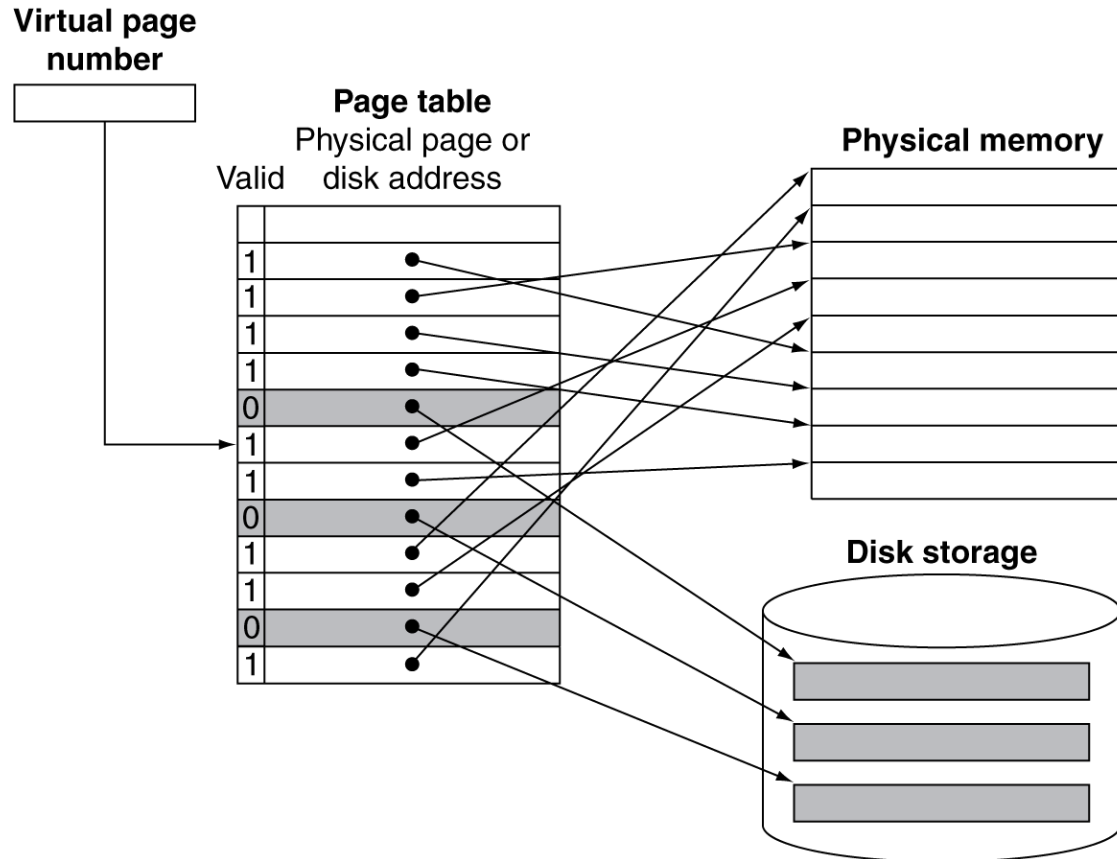 Virtual page
number
Page table
Physical page or
Valid disk address
Physical memory
1
1
1
1
0
1
1
0
1
1
0
1
Disk storage